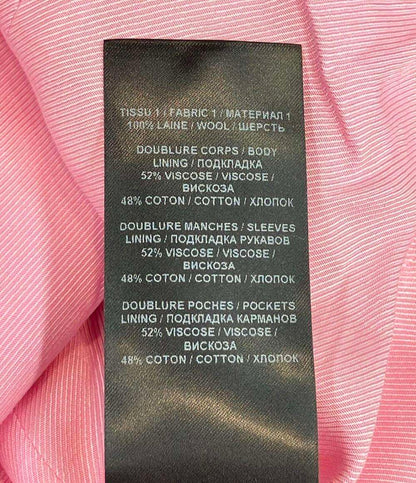 TISSU 1 / FABRIC 1 / МАТЕРИАЛ 1
100% LAINE / WOOL / ШЕРСТЬ
DOUBLURE CORPS / BODY
LINING / ПОДКЛАДКА
52% VISCOSE / VISCOSE /
ВИСКОЗА
48% COTON / COTTON / ХЛОПОК
DOUBLURE MANCHES / SLEEVES
LINING / ПОДКЛАДКА РУКАВОВ
52% VISCOSE / VISCOSE /
ВИСКОЗА
48% COTON / COTTON / ХЛОПОК
DOUBLURE POCHES / POCKETS
LINING / ПОДКЛАДКА КАРМАНОВ
52% VISCOSE / VISCOSE /
ВИСКОЗА
48% COTON / COTTON / ХЛОПОК